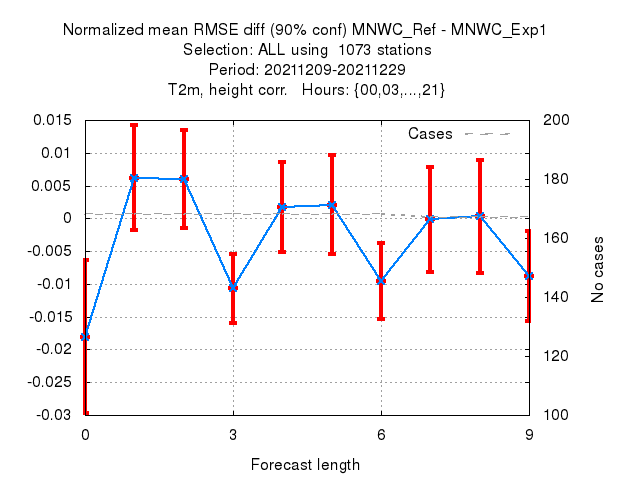 Normalized mean RMSE diff (90% conf) MNWC_Ref - MNWC_Exp1
Selection: ALL using  1073 stations
Period: 20211209-20211229
T2m, height corr.   Hours: {00,03,...,21}
Cases
0.015
0.01
0.005
0
-0.005
-0.01
-0.015
-0.02
-0.025
-0.03
200
180
160
140
120
100
No cases
0
3
6
9
Forecast length